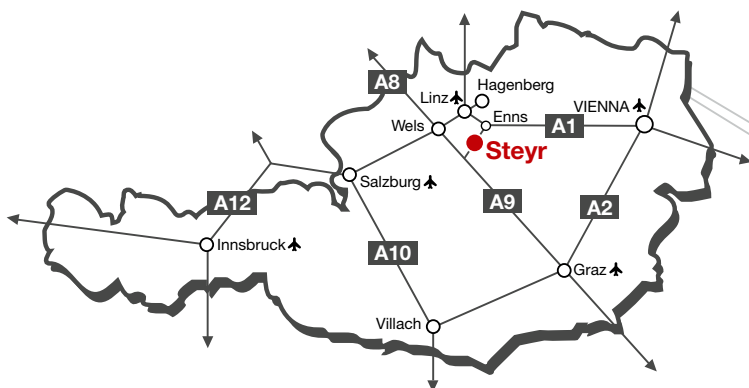 A8
Hagenberg
Linz
VIENNA
Enns
Wels
A1
Steyr
Salzburg
A12
A9
A2
Innsbruck
A10
Graz
Villach